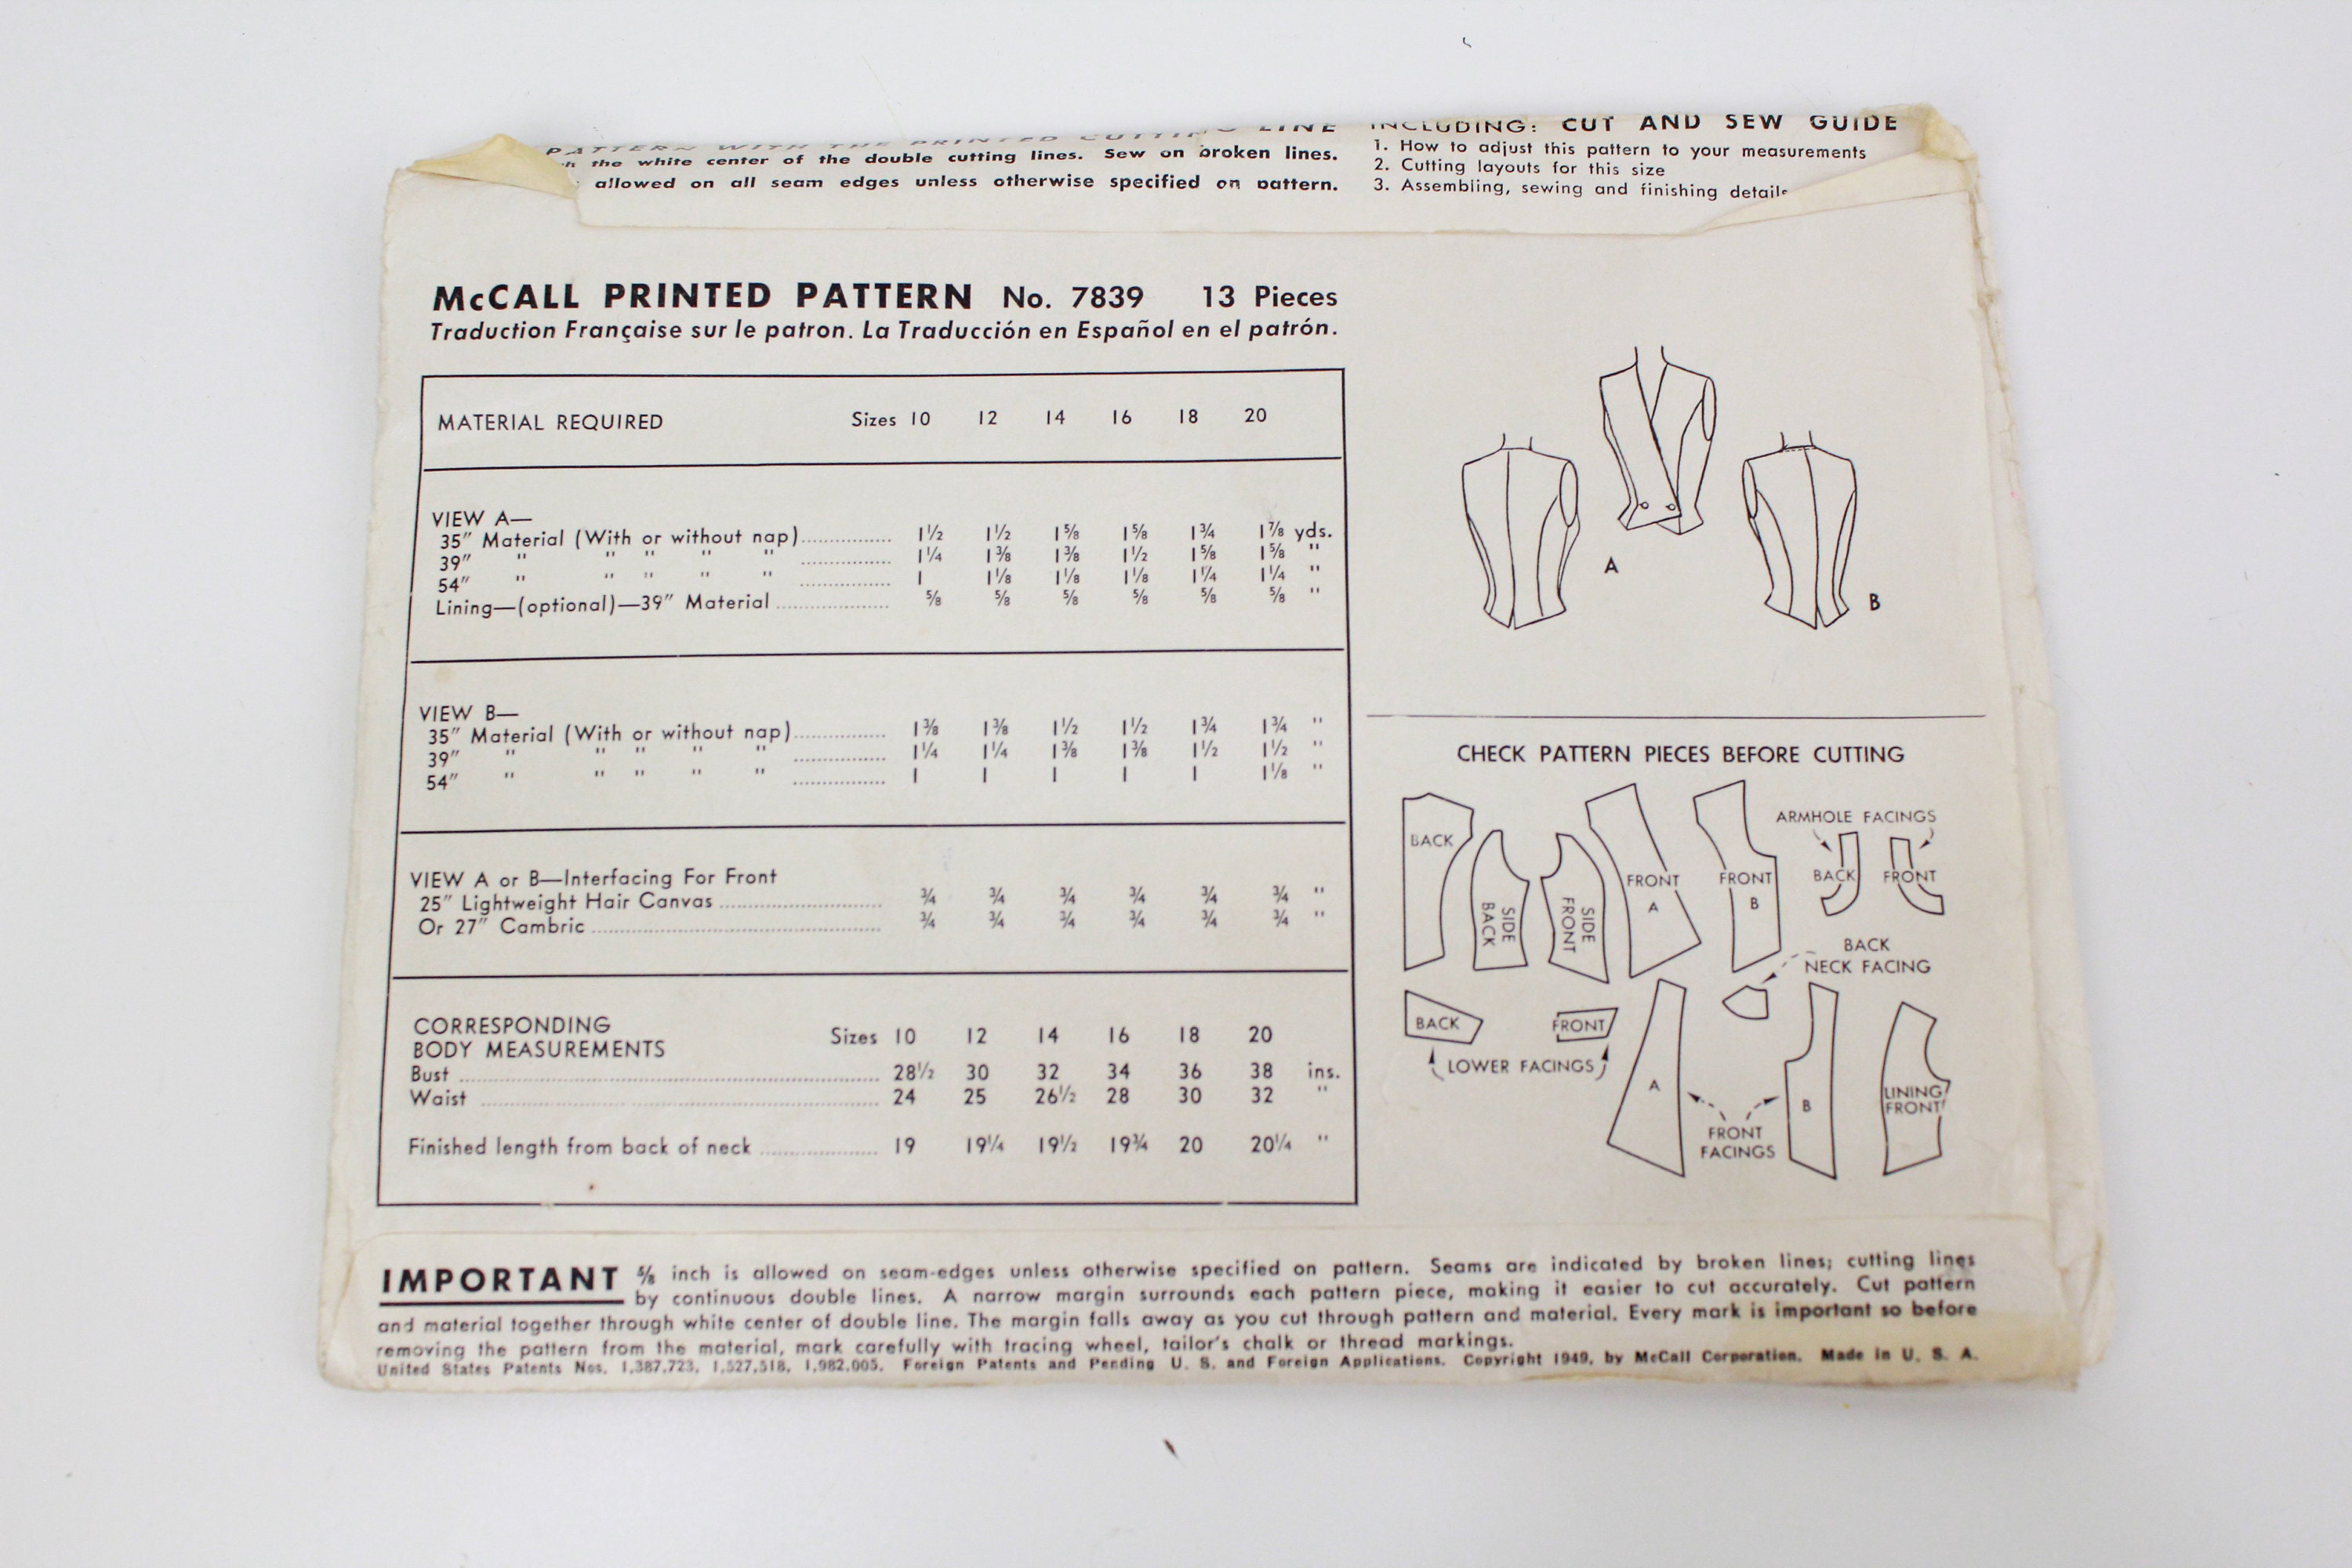 PATTERN WITH THE PRINTED CUTTING LINE
the white center of the double cutting lines. Sew on broken lines.
allowed on all seam edges unless otherwise specified on pattern.
INCLUDING: CUT AND SEW GUIDE
1. How to adjust this pattern to your measurements
2. Cutting layouts for this size
3. Assembling, sewing and finishing details
McCALL PRINTED PATTERN No. 7839 13 Pieces
Traduction Française sur le patron. La Traducción en Español en el patrón.
MATERIAL REQUIRED Sizes 10 12 14 16 18 20
VIEW A—
35" Material (With or without nap)............... 1½ 1½ 1⅝ 1⅝ 1¾ 1⅞ yds.
39" " " " " " ............... 1¼ 1⅜ 1⅜ 1½ 1⅝ 1⅝ "
54" " " " " " ............... 1 1⅛ 1⅛ 1⅛ 1¼ 1¼ "
Lining—(optional)—39" Material ................... ⅝ ⅝ ⅝ ⅝ ⅝ ⅝ "
VIEW B—
35" Material (With or without nap)............... 1⅜ 1⅜ 1½ 1½ 1¾ 1¾ "
39" " " " " " ............... 1¼ 1¼ 1⅜ 1⅜ 1½ 1½ "
54" " " " " " ............... 1 1 1 1 1 1⅛ "
VIEW A or B—Interfacing For Front
25" Lightweight Hair Canvas ........................... ¾ ¾ ¾ ¾ ¾ ¾ "
Or 27" Cambric ................................................ ¾ ¾ ¾ ¾ ¾ ¾ "
CORRESPONDING
BODY MEASUREMENTS Sizes 10 12 14 16 18 20
Bust ........................................ 28½ 30 32 34 36 38 ins.
Waist ........................................ 24 25 26½ 28 30 32 "
Finished length from back of neck .................... 19 19¼ 19½ 19¾ 20 20¼ "
A
B
CHECK PATTERN PIECES BEFORE CUTTING
BACK
SIDE BACK
SIDE FRONT
FRONT
A
FRONT
B
ARMHOLE FACINGS
BACK
FRONT
BACK
NECK FACING
BACK
FRONT
LOWER FACINGS
A
B
FRONT
FACINGS
LINING
FRONT
IMPORTANT ⅝ inch is allowed on seam-edges unless otherwise specified on pattern. Seams are indicated by broken lines; cutting lines
by continuous double lines. A narrow margin surrounds each pattern piece, making it easier to cut accurately. Cut pattern
and material together through white center of double line. The margin falls away as you cut through pattern and material. Every mark is important so before
removing the pattern from the material, mark carefully with tracing wheel, tailor's chalk or thread markings.
United States Patents Nos. 1,387,723, 1,527,518, 1,982,005. Foreign Patents and Pending U. S. and Foreign Applications. Copyright 1949, by McCall Corporation. Made in U. S. A.